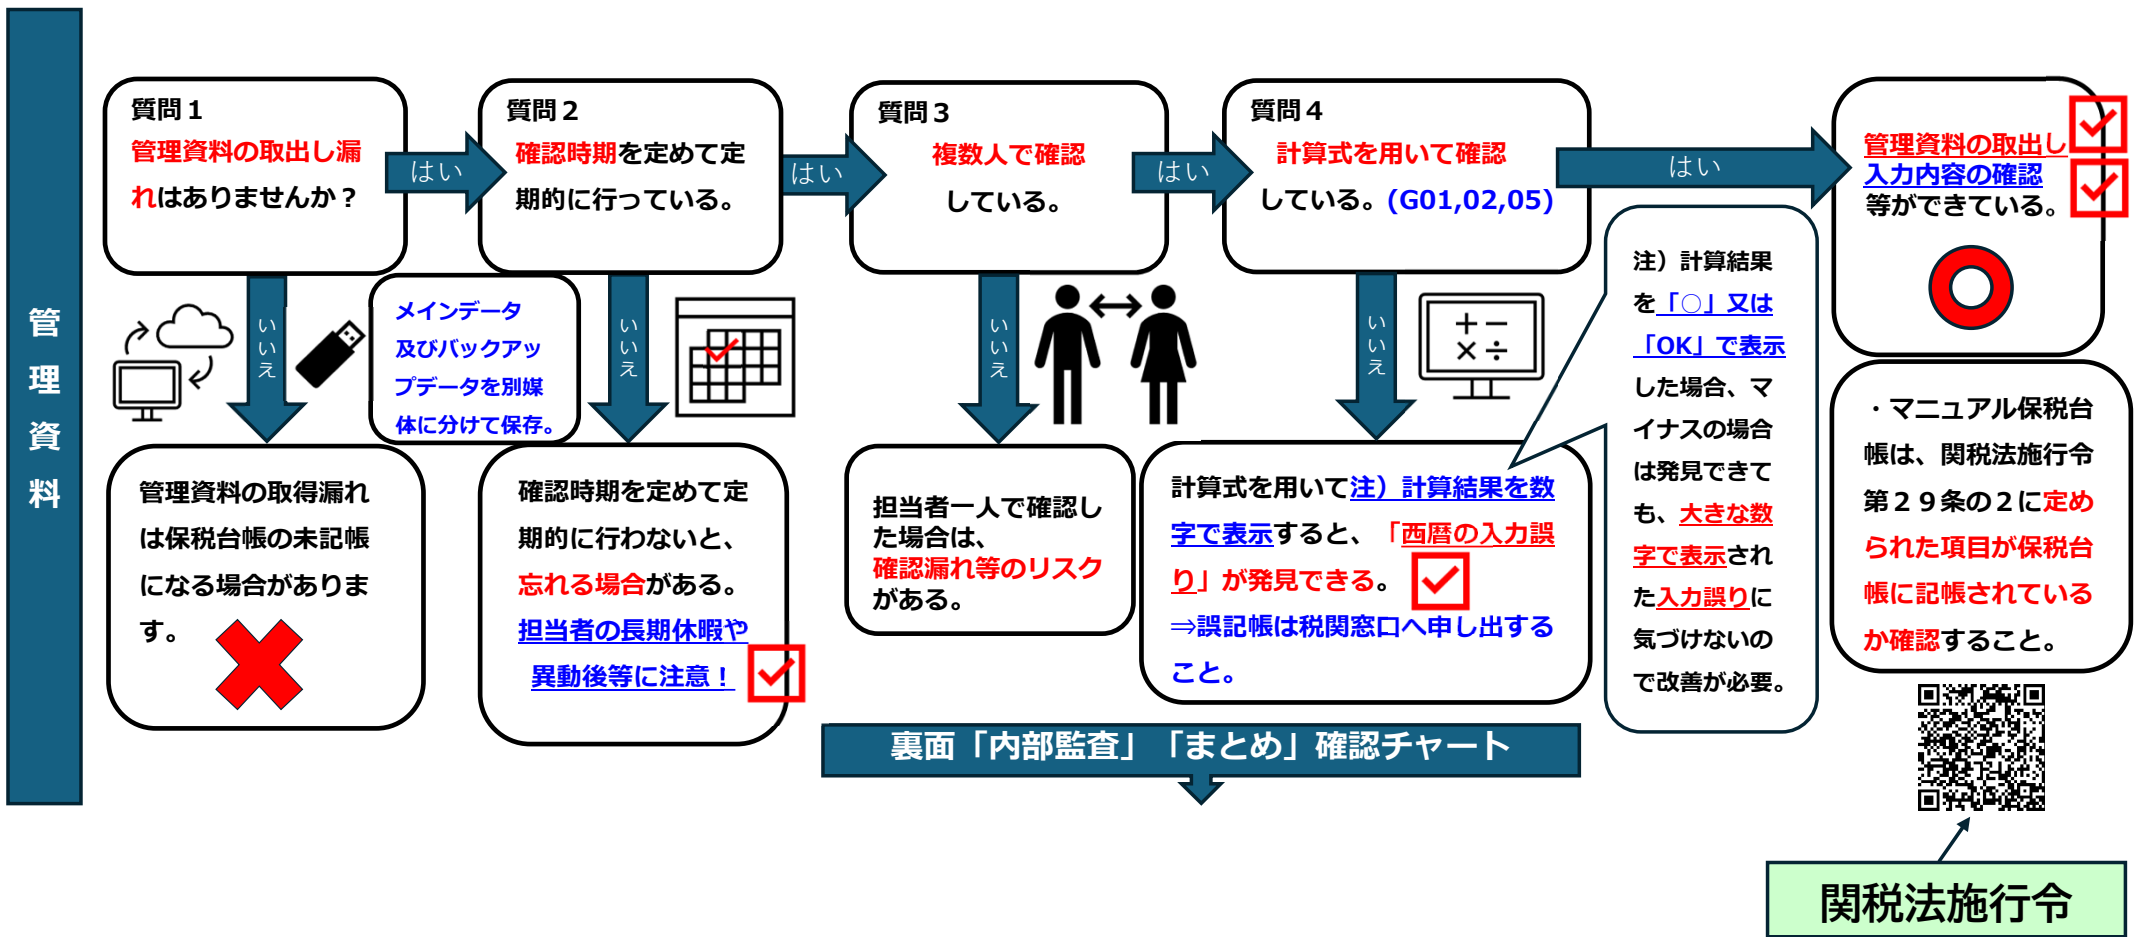 管理資料
質問１
管理資料の取出し漏
れはありませんか？
はい
いいえ
管理資料の取得漏れ
は保税台帳の未記帳
になる場合がありま
す。
質問２
確認時期を定めて定
期的に行っている。
はい
いいえ
メインデータ
及びバックアッ
プデータを別媒
体に分けて保存。
確認時期を定めて定
期的に行わないと、
忘れる場合がある。
担当者の長期休暇や
異動後等に注意！
質問３
複数人で確認
している。
はい
いいえ
担当者一人で確認し
た場合は、
確認漏れ等のリスク
がある。
質問４
計算式を用いて確認
している。(G01,02,05)
はい
いいえ
計算式を用いて注）計算結果を数
字で表示すると、「西暦の入力誤
り」が発見できる。
⇒誤記帳は税関窓口へ申し出する
こと。
注）計算結果
を「○」又は
「OK」で表示
した場合、マ
イナスの場合
は発見できて
も、大きな数
字で表示され
た入力誤りに
気づけないの
で改善が必要。
管理資料の取出し
入力内容の確認
等ができている。
・マニュアル保税台
帳は、関税法施行令
第２９条の２に定め
られた項目が保税台
帳に記帳されている
か確認すること。
裏面「内部監査」「まとめ」確認チャート
関税法施行令